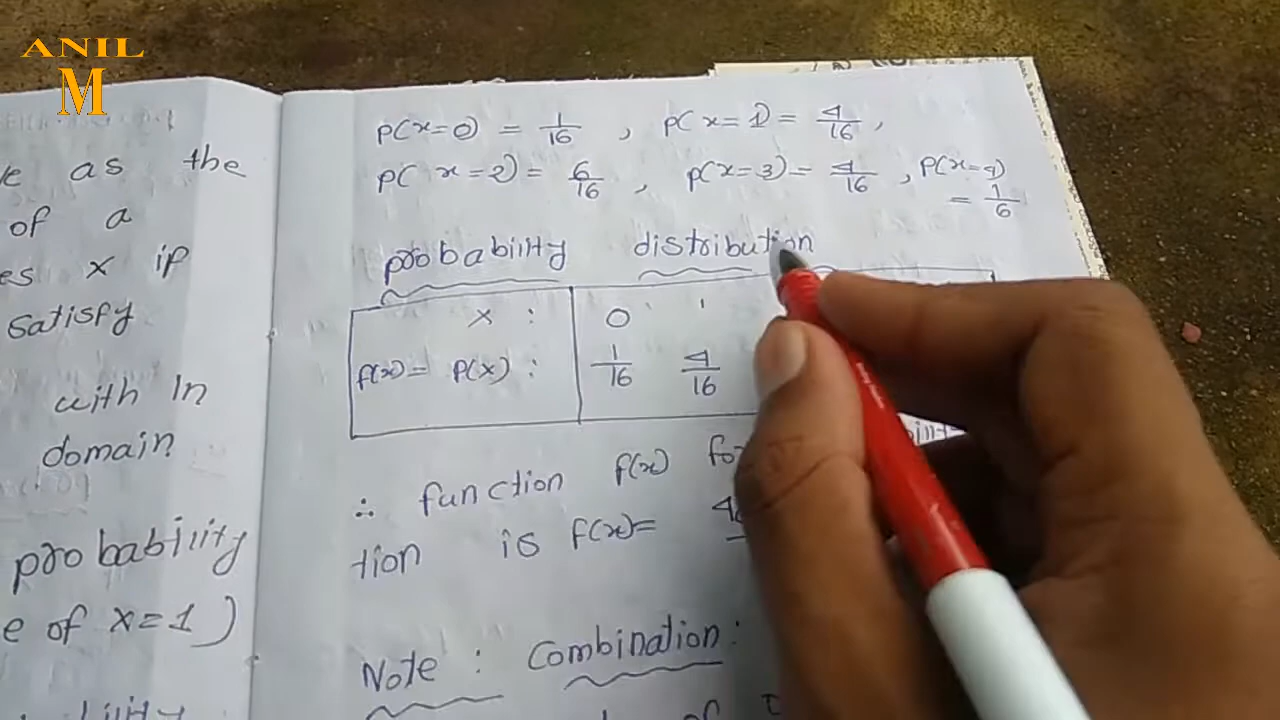 ANIL
M
as the
of a
es x if
satisfy
with In
domain
probability
e of x=1)
P(x=0) = 1/16 , P(x=1) = 4/16 ,
P(x=2) = 6/16 , P(x=3) = 4/16 , P(x=4)
= 1/6
probability distribution
x : 0 1
f(x) = P(x) : 1/16 4/16
∴ function f(x) for
tion is f(x)=
Note : Combination :
of